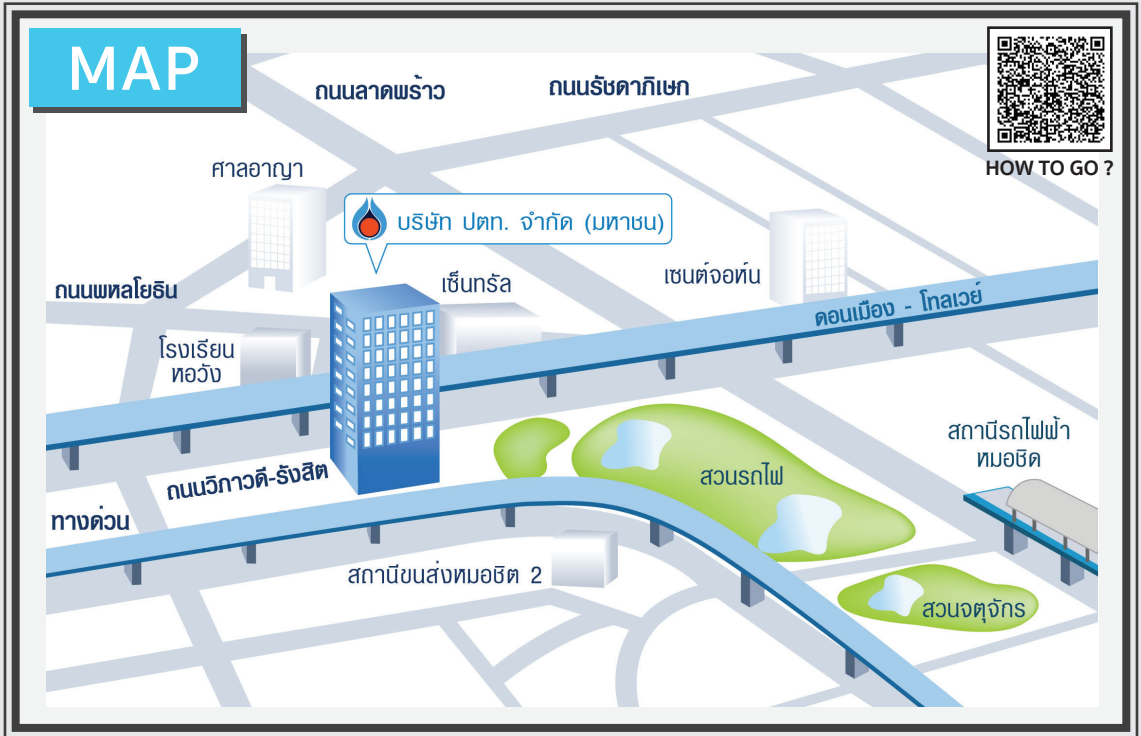 MAP
ถนนลาดพร้าว
ถนนรัชดาภิเษก
HOW TO GO ?
ศาลอาญา
บริษัท ปตท. จำกัด (มหาชน)
เซ็นทรัล
เซนต์จอห์น
ถนนพหลโยธิน
ดอนเมือง - โทลเวย์
โรงเรียน
หอวัง
สถานีรถไฟฟ้า
หมอชิต
สวนรถไฟ
ถนนวิภาวดี-รังสิต
ทางด่วน
สถานีขนส่งหมอชิต 2
สวนจตุจักร